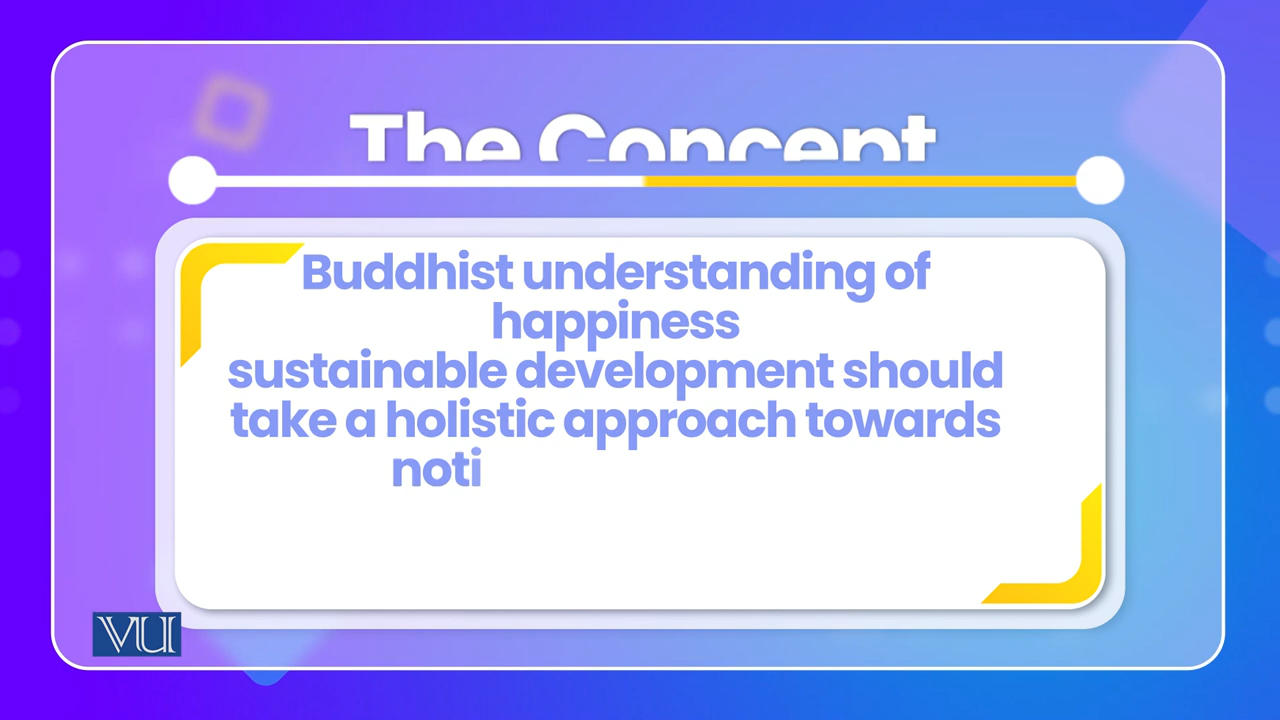 The Concept
Buddhist understanding of
happiness
sustainable development should
take a holistic approach towards
noti
VU